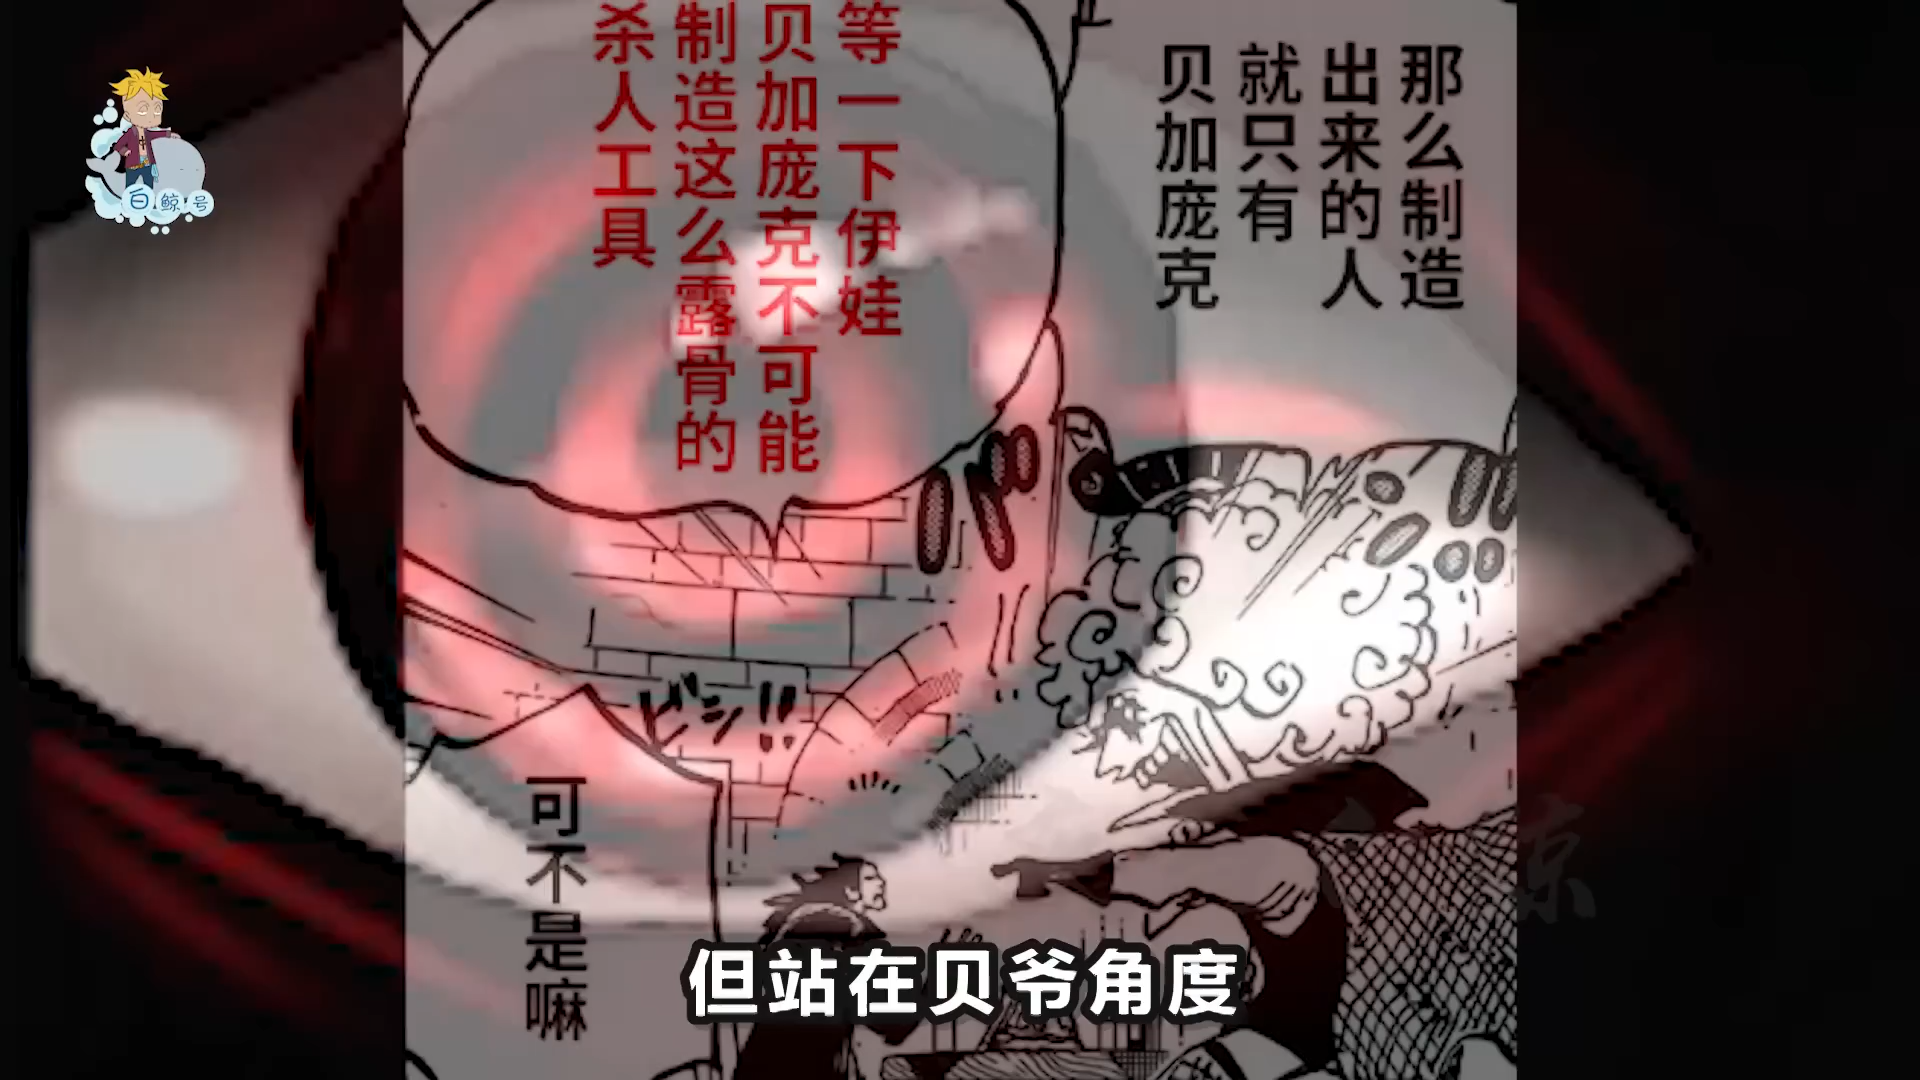 那么制造
出来的人
就只有
贝加庞克
等一下伊娃
贝加庞克不可能
制造这么露骨的
杀人工具
ビシ!!
可不是嘛
白鲸号
但站在贝爷角度